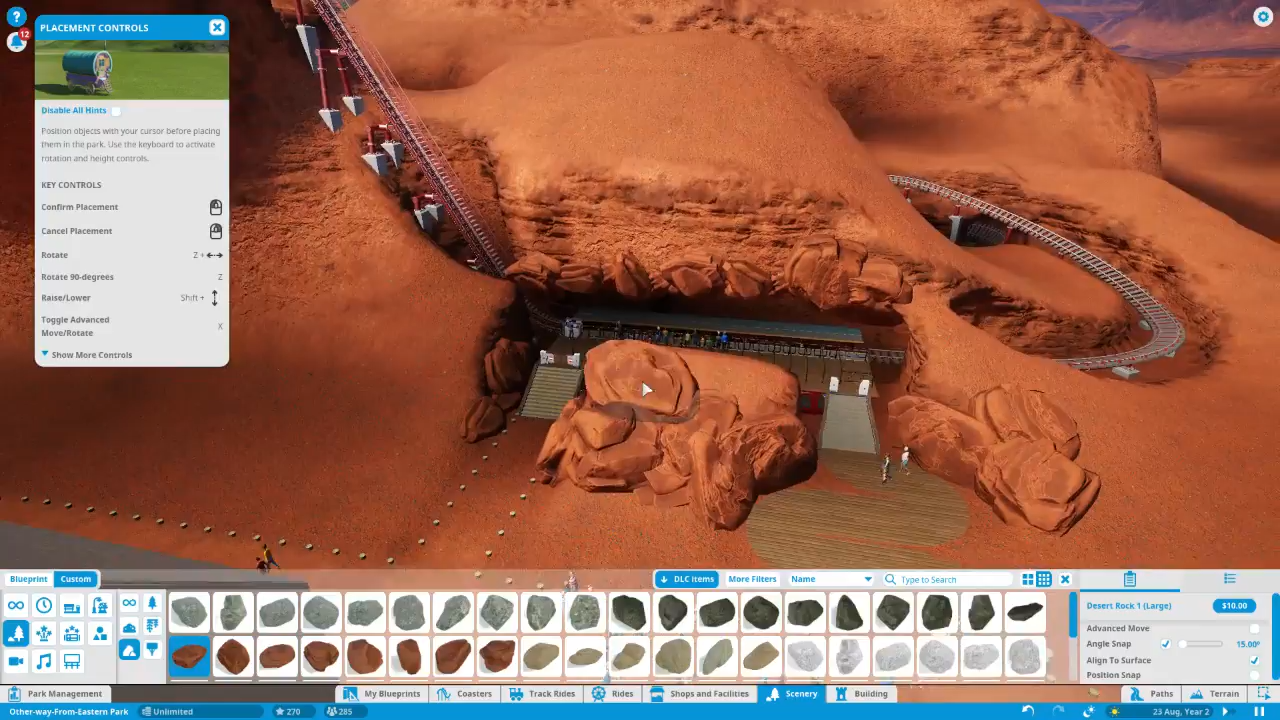 PLACEMENT CONTROLS
12
Disable All Hints
Position objects with your cursor before placing
them in the park. Use the keyboard to activate
rotation and height controls.
KEY CONTROLS
Confirm Placement
Cancel Placement
Rotate Z +
Rotate 90-degrees Z
Raise/Lower Shift +
Toggle Advanced
Move/Rotate X
Show More Controls
Blueprint Custom DLC Items More Filters Name Type to Search
Desert Rock 1 (Large) $10.00
Advanced Move
Angle Snap 15.00°
Align To Surface
Position Snap
Park Management My Blueprints Coasters Track Rides Rides Shops and Facilities Scenery Building Paths Terrain
Other-way-From-Eastern Park Unlimited 270 285 23 Aug, Year 2